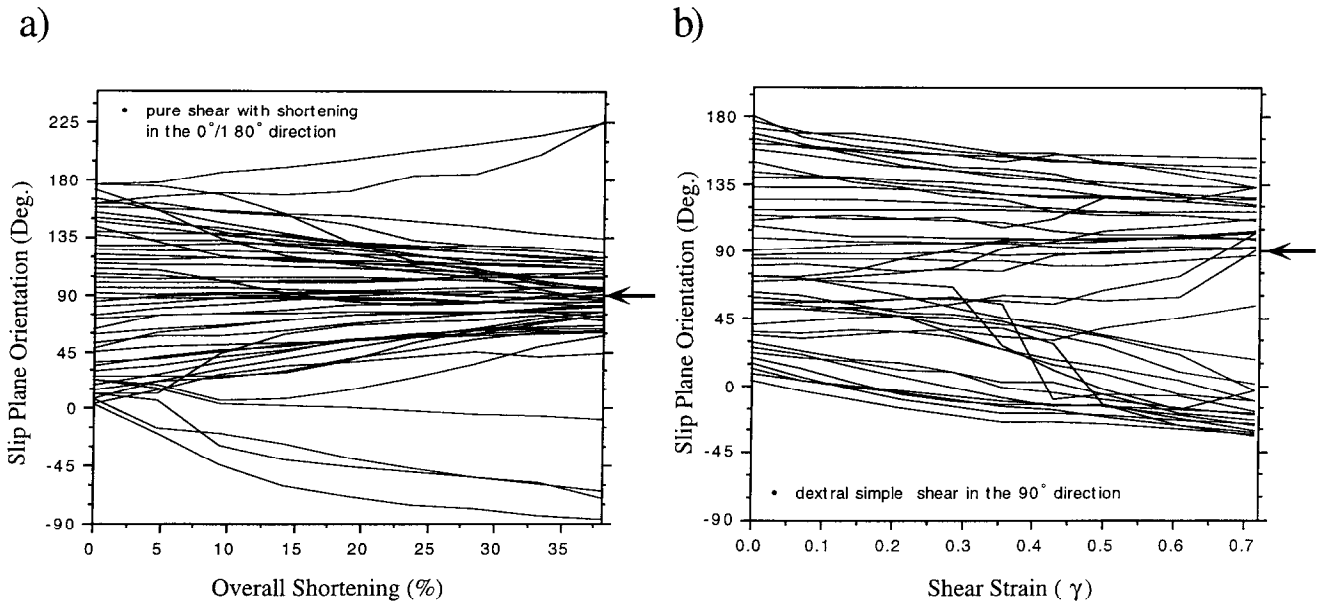 a)
• pure shear with shortening
in the 0°/1 80° direction
225
180
135
90
45
0
-45
-90
Slip Plane Orientation (Deg.)
0 5 10 15 20 25 30 35
Overall Shortening (%)
b)
180
135
90
45
0
-45
-90
Slip Plane Orientation (Deg.)
• dextral simple shear in the 90° direction
0.0 0.1 0.2 0.3 0.4 0.5 0.6 0.7
Shear Strain ( γ )